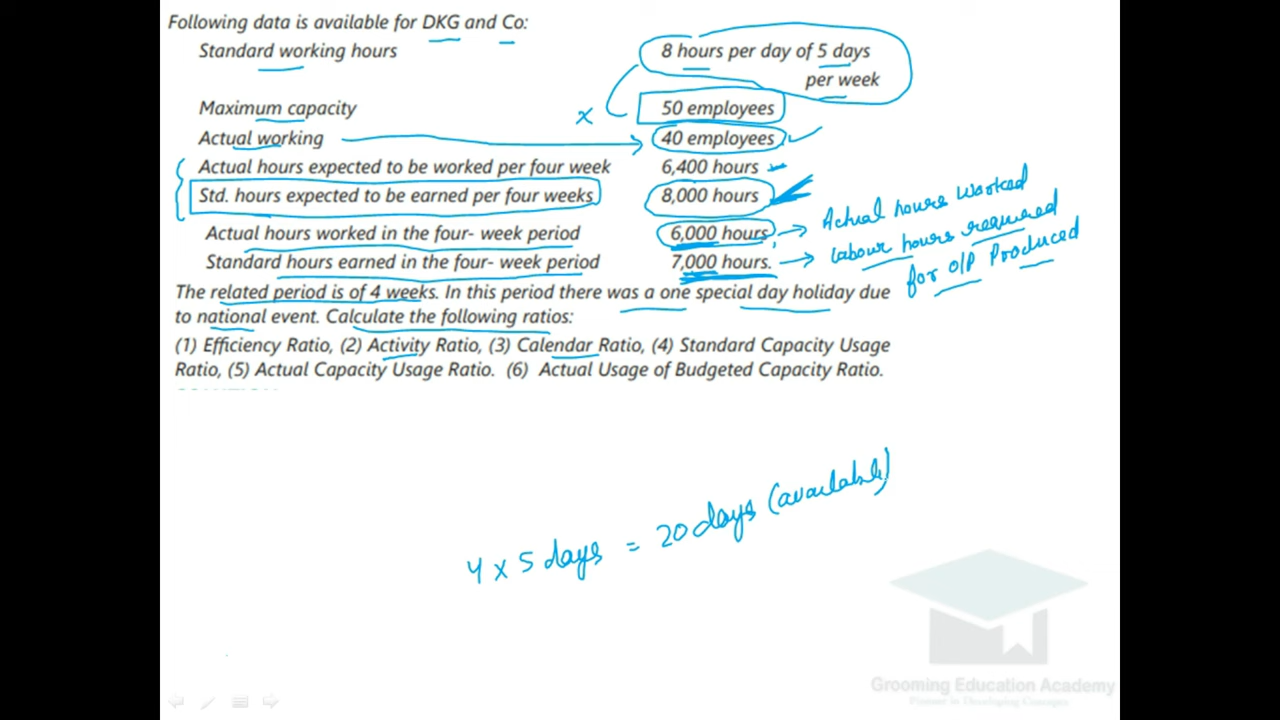 Following data is available for DKG and Co:
Standard working hours 8 hours per day of 5 days
per week
Maximum capacity 50 employees
x
Actual working 40 employees
Actual hours expected to be worked per four week 6,400 hours
Std. hours expected to be earned per four weeks 8,000 hours
Actual hours worked in the four- week period 6,000 hours
Actual hours worked
Standard hours earned in the four- week period 7,000 hours.
labour hours required
for O/P Produced
The related period is of 4 weeks. In this period there was a one special day holiday due
to national event. Calculate the following ratios:
(1) Efficiency Ratio, (2) Activity Ratio, (3) Calendar Ratio, (4) Standard Capacity Usage
Ratio, (5) Actual Capacity Usage Ratio. (6) Actual Usage of Budgeted Capacity Ratio.
4 x 5 days = 20 days (available)
Grooming Education Academy
Pioneer in Developing Concepts